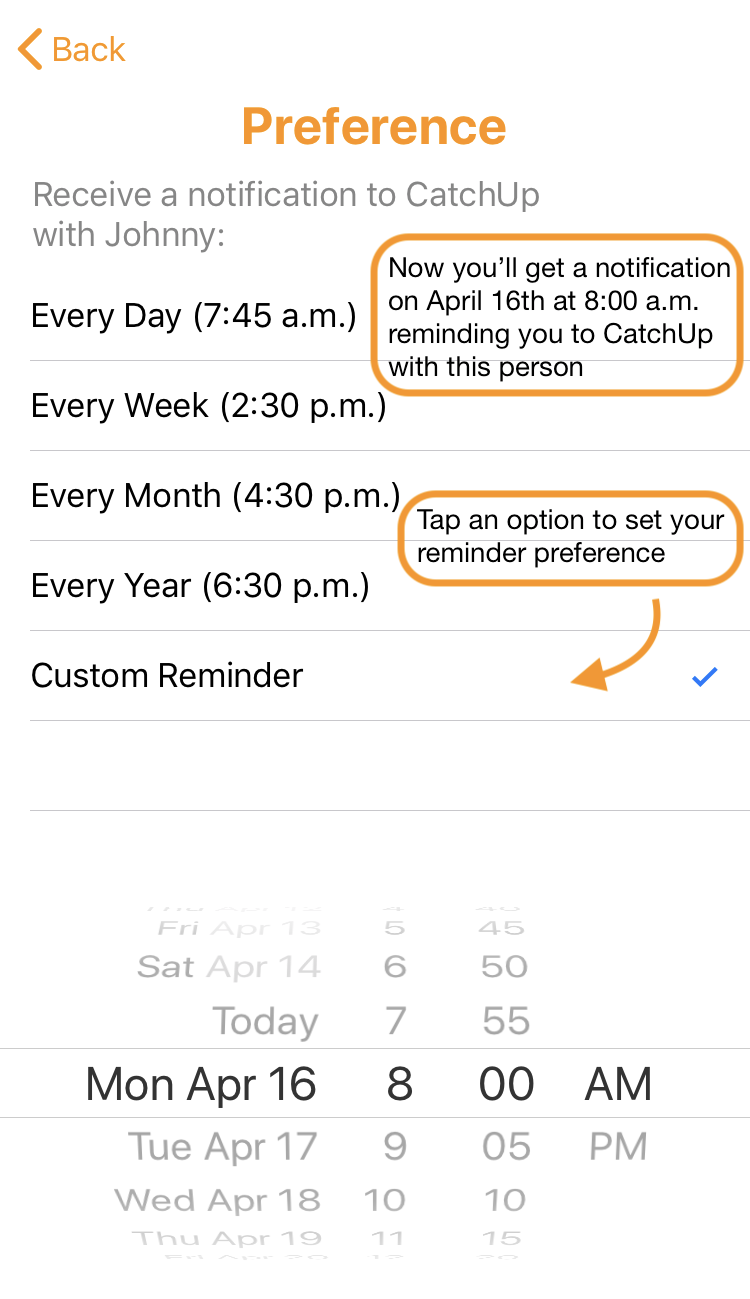 Back
Preference
Receive a notification to CatchUp
with Johnny:
Now you'll get a notification
on April 16th at 8:00 a.m.
reminding you to CatchUp
with this person
Every Day (7:45 a.m.)
Every Week (2:30 p.m.)
Every Month (4:30 p.m.)
Tap an option to set your
reminder preference
Every Year (6:30 p.m.)
Custom Reminder
Fri Apr 13 5 45
Sat Apr 14 6 50
Today 7 55
Mon Apr 16 8 00 AM
Tue Apr 17 9 05 PM
Wed Apr 18 10 10
Thu Apr 19 11 15